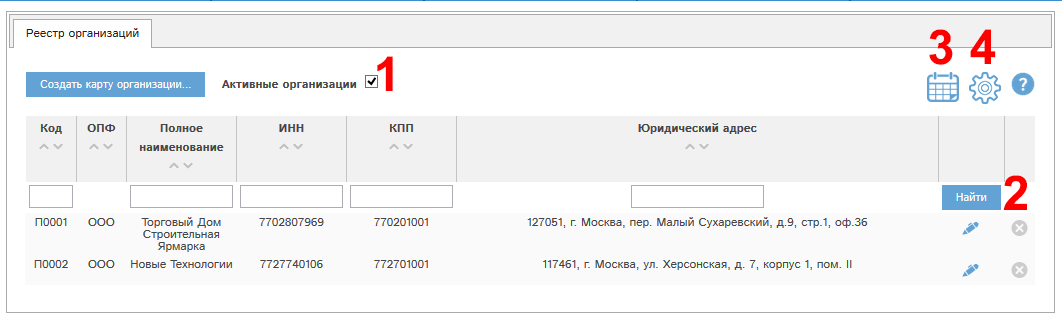 Реестр организаций
3 4
Создать карту организации... Активные организации 1 ?
Код ОПФ Полное ИНН КПП Юридический адрес
наименование
2
Найти
П0001 ООО Торговый Дом 7702807969 770201001 127051, г. Москва, пер. Малый Сухаревский, д.9, стр.1, оф.36
Строительная
Ярмарка
П0002 ООО Новые Технологии 7727740106 772701001 117461, г. Москва, ул. Херсонская, д. 7, корпус 1, пом. II